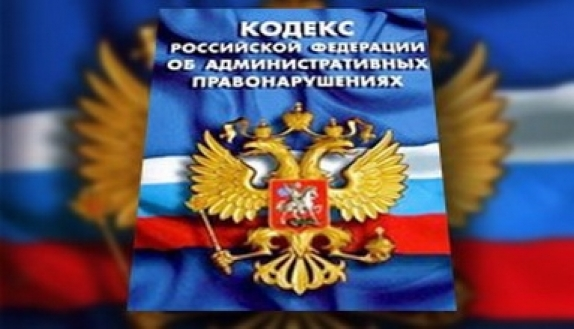 КОДЕКС
РОССИЙСКОЙ ФЕДЕРАЦИИ
ОБ АДМИНИСТРАТИВНЫХ
ПРАВОНАРУШЕНИЯХ